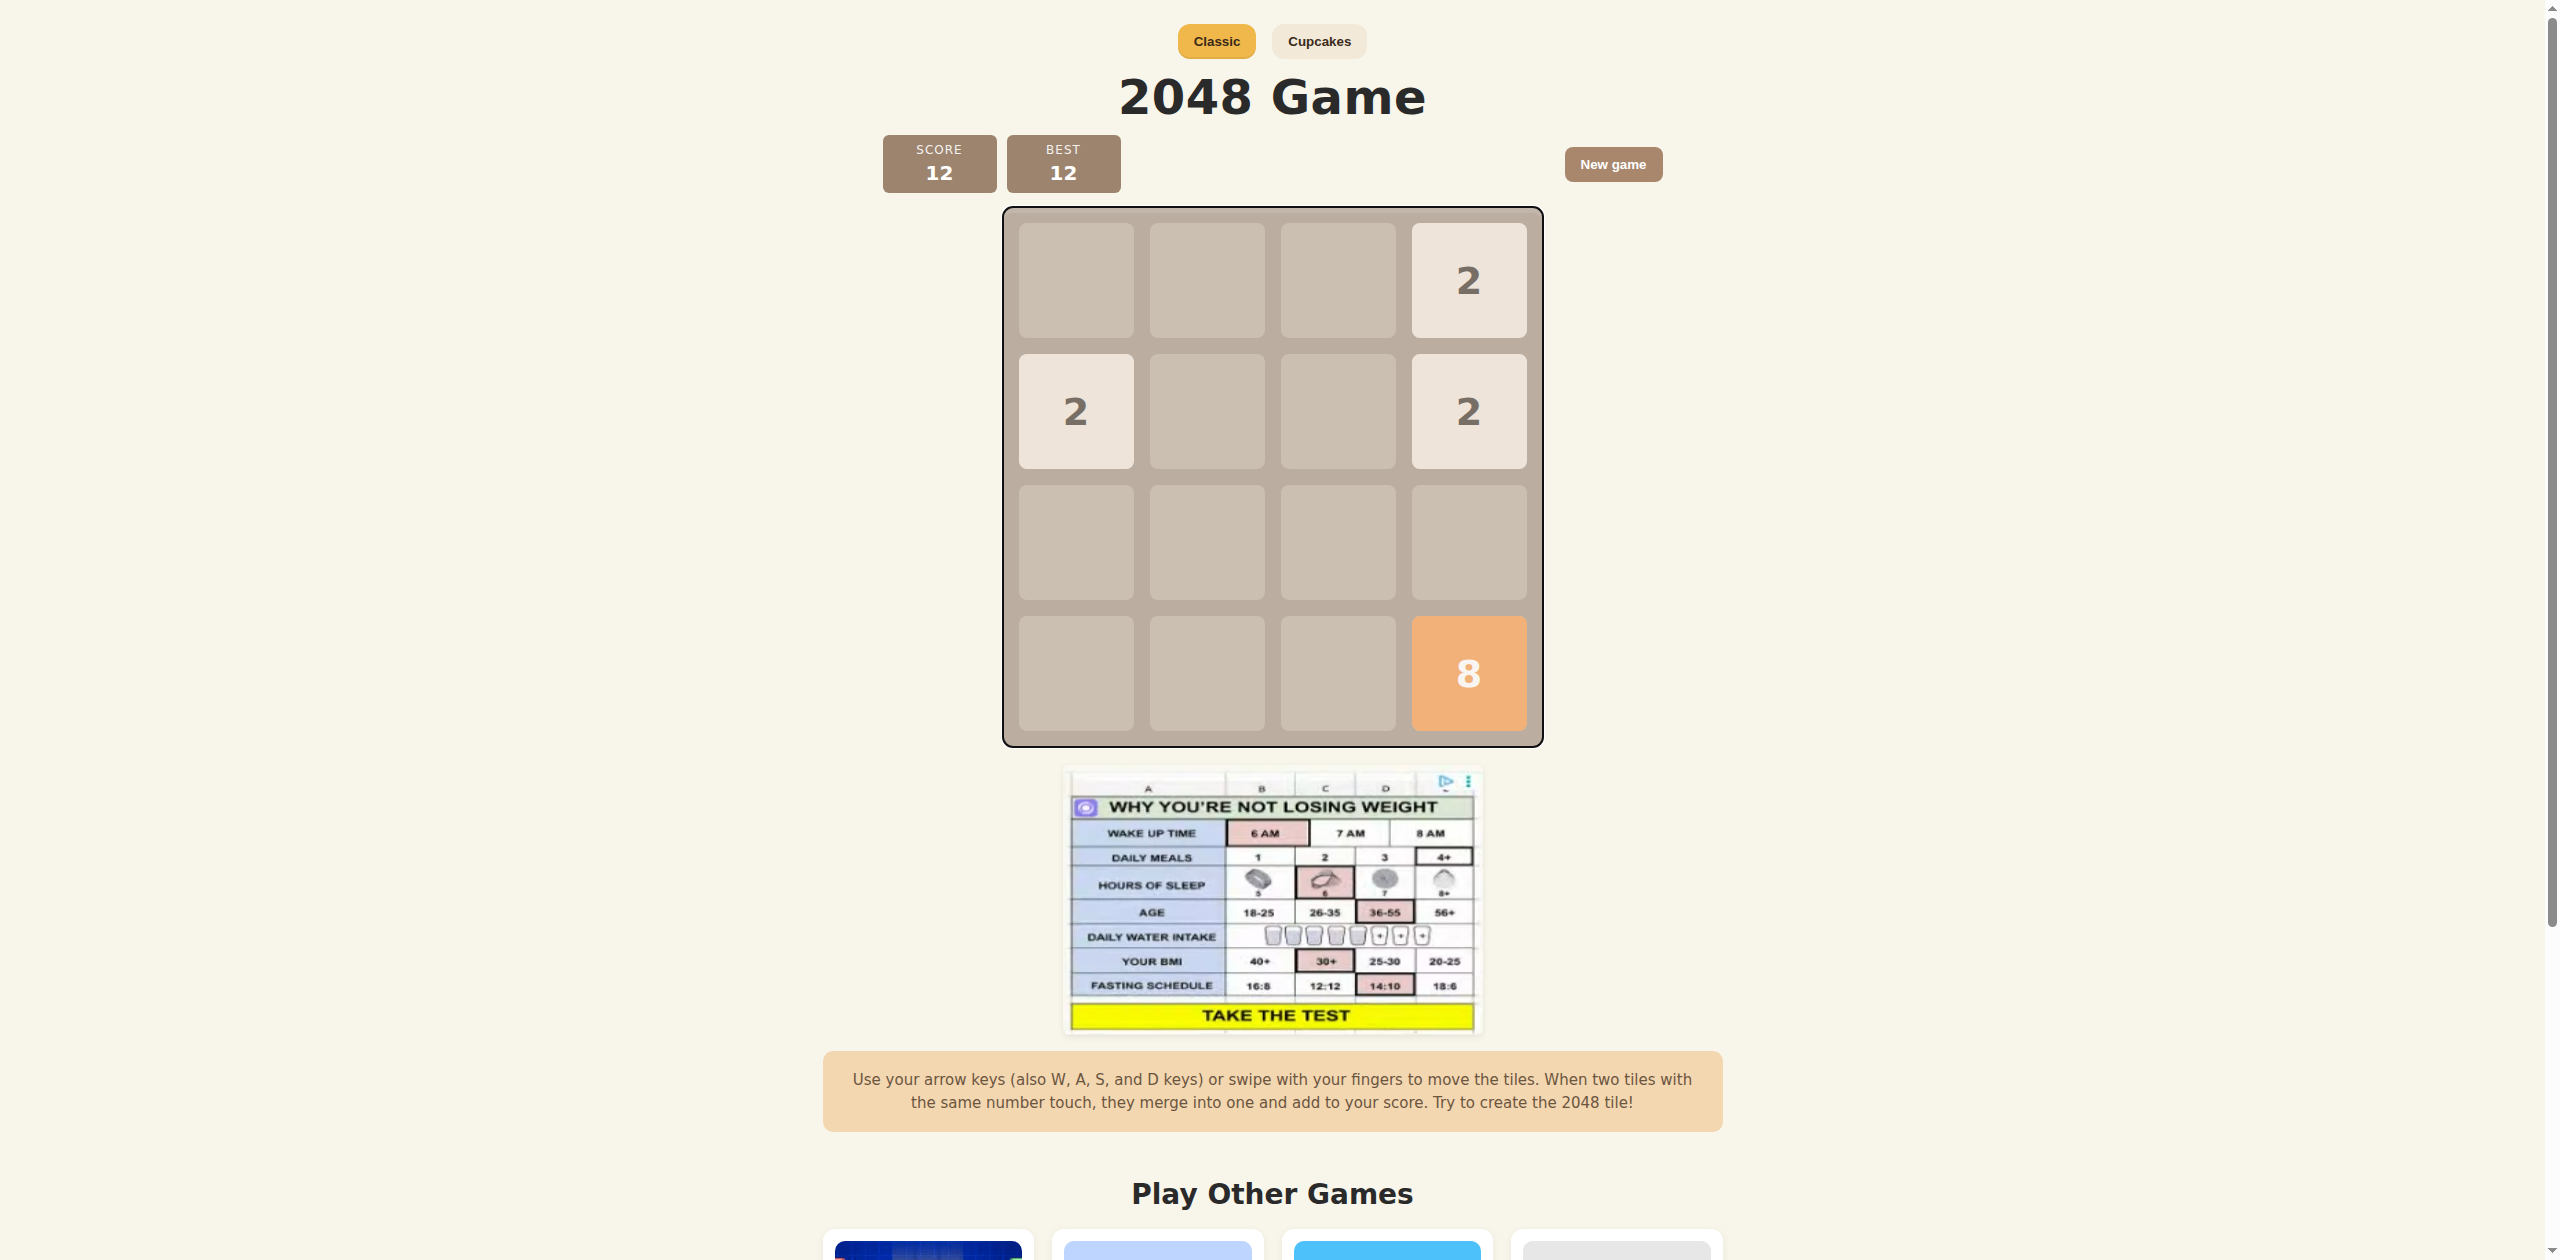 Classic Cupcakes
2048 Game
SCORE BEST
12 12
New game
2
2 2
8
A B C D
WHY YOU'RE NOT LOSING WEIGHT
WAKE UP TIME 6 AM 7 AM 8 AM
DAILY MEALS 1 2 3 4+
HOURS OF SLEEP 5 6 7 8+
AGE 18-25 26-35 36-55 56+
DAILY WATER INTAKE + + +
YOUR BMI 40+ 30+ 25-30 20-25
FASTING SCHEDULE 16:8 12:12 14:10 18:6
TAKE THE TEST
Use your arrow keys (also W, A, S, and D keys) or swipe with your fingers to move the tiles. When two tiles with
the same number touch, they merge into one and add to your score. Try to create the 2048 tile!
Play Other Games